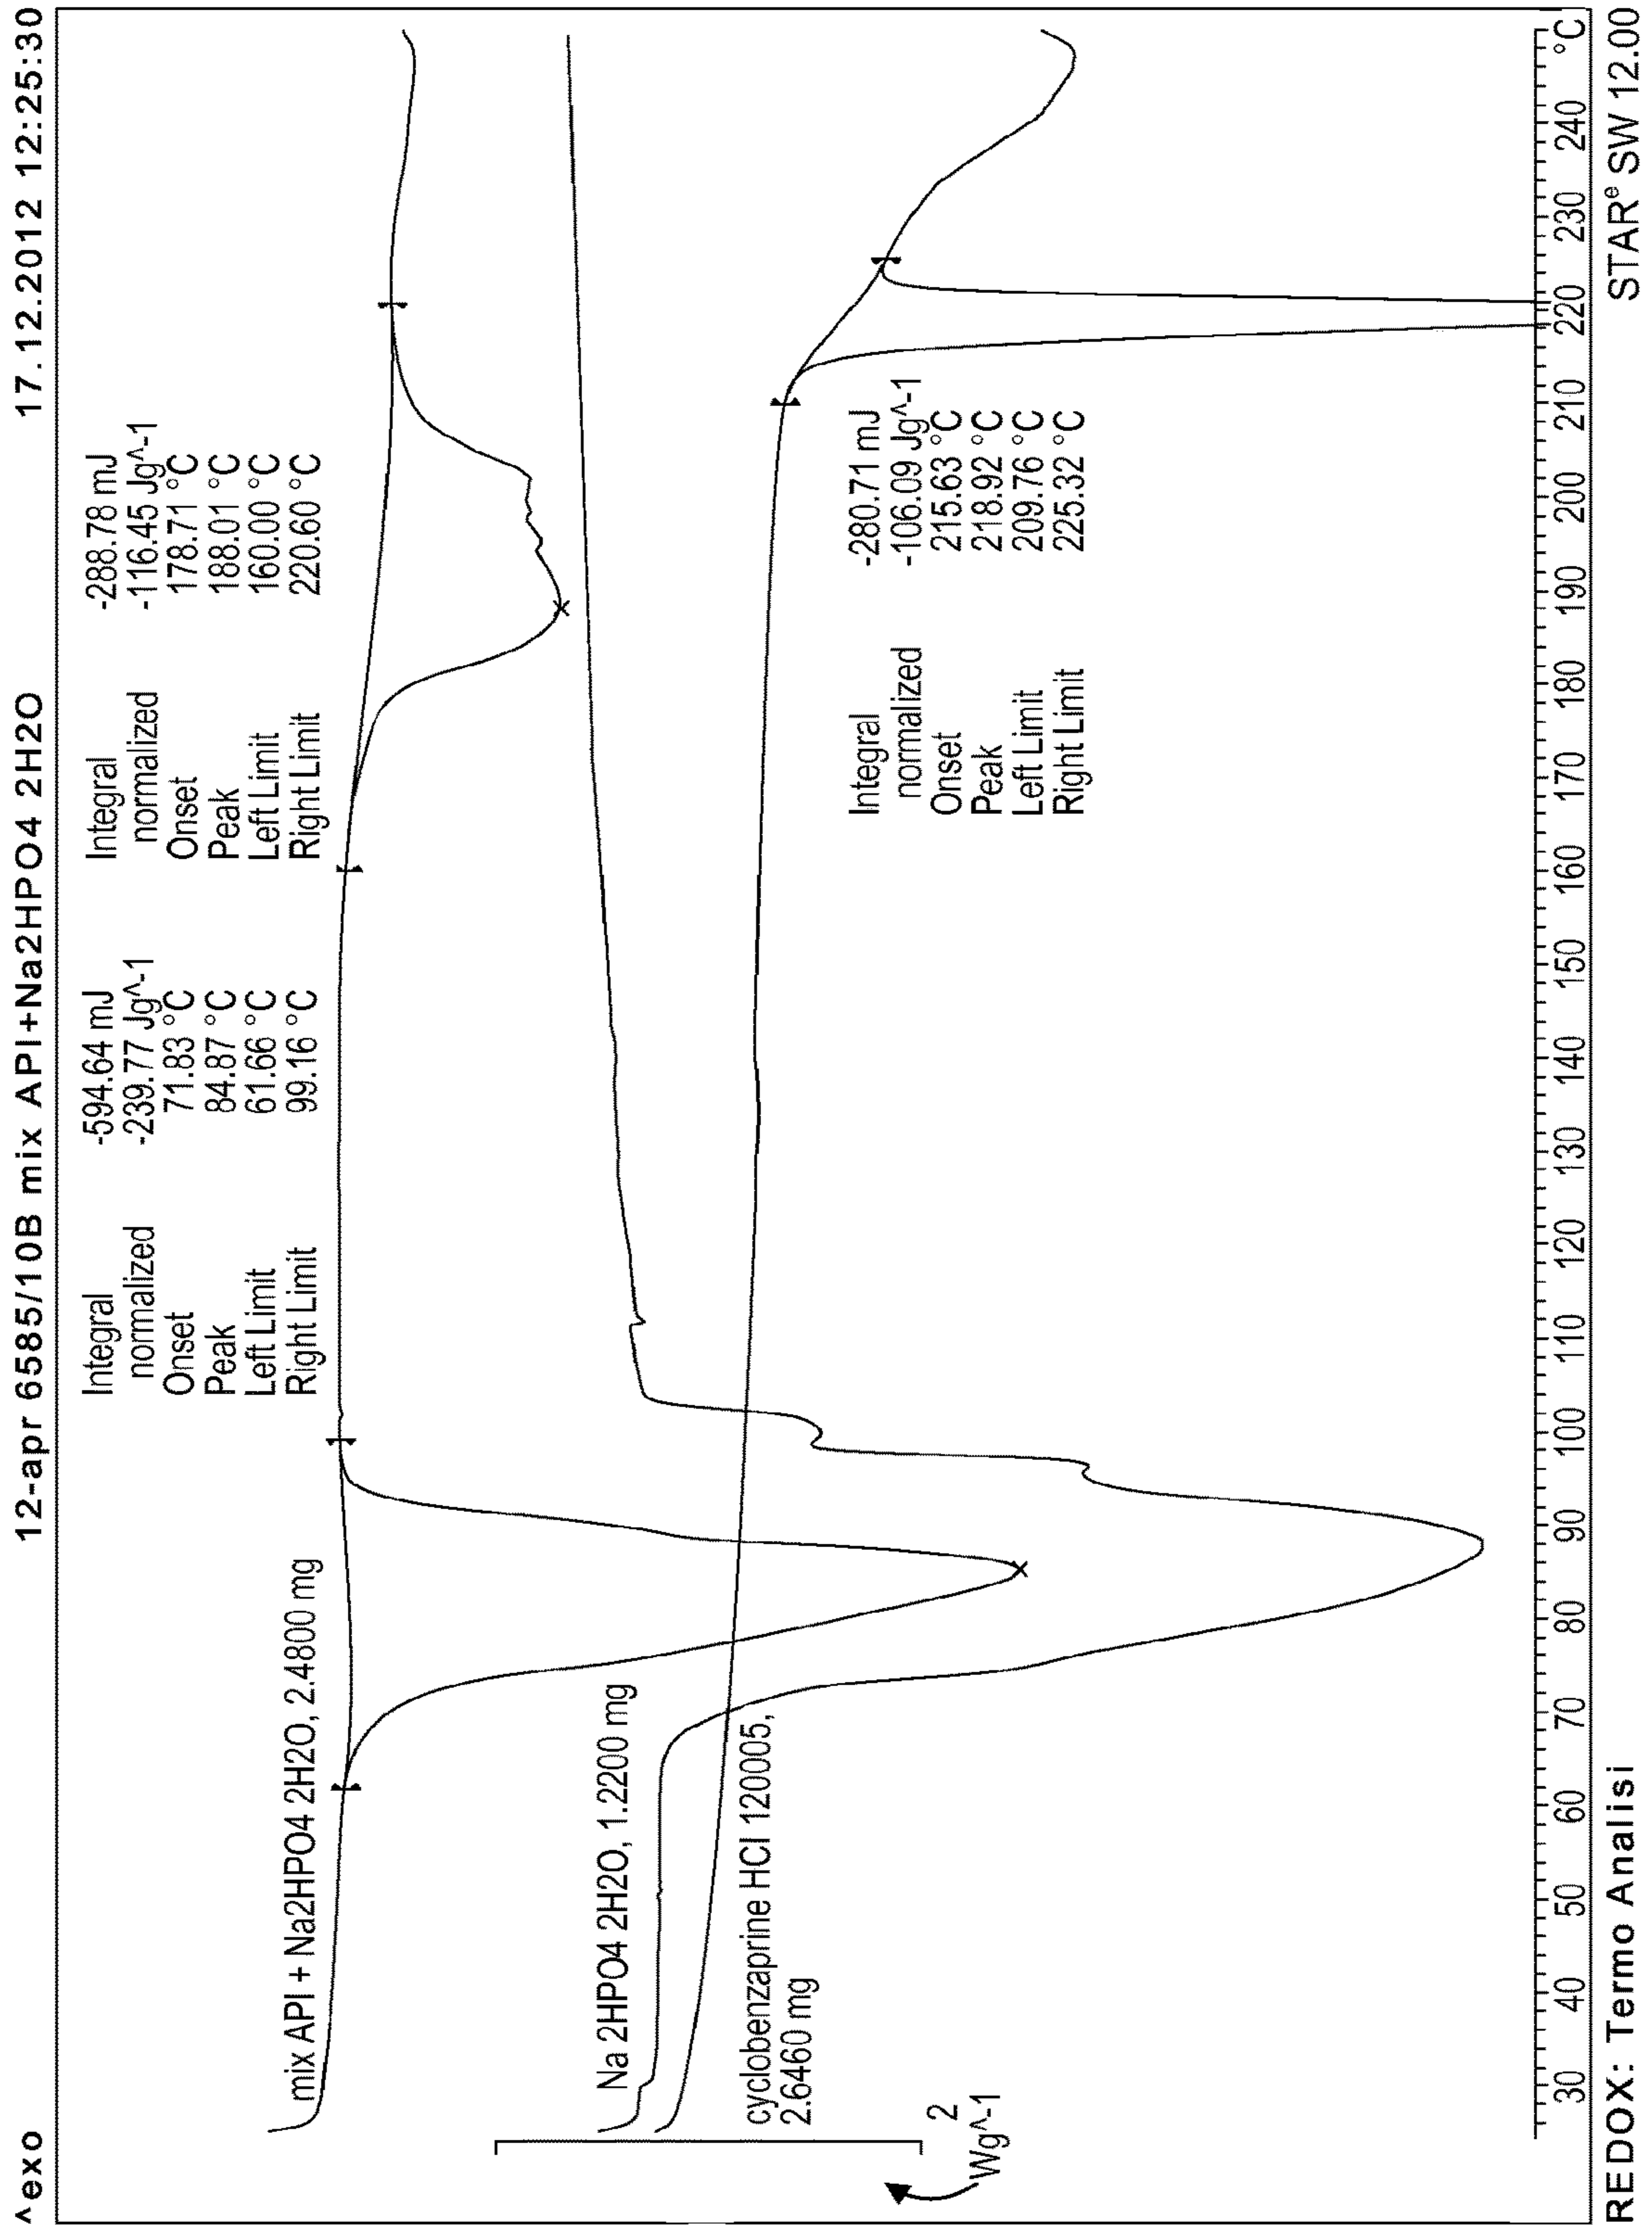 ^exo
12-apr 6585/10B mix API+Na2HPO4 2H2O
17.12.2012 12:25:30
Integral -594.64 mJ
normalized -239.77 Jg^-1
Onset 71.83 °C
Peak 84.87 °C
Left Limit 61.66 °C
Right Limit 99.16 °C
Integral -288.78 mJ
normalized -116.45 Jg^-1
Onset 178.71 °C
Peak 188.01 °C
Left Limit 160.00 °C
Right Limit 220.60 °C
mix API + Na2HPO4 2H2O, 2.4800 mg
Na 2HPO4 2H2O, 1.2200 mg
cyclobenzaprine HCl 120005,
2.6460 mg
Integral -280.71 mJ
normalized -106.09 Jg^-1
Onset 215.63 °C
Peak 218.92 °C
Left Limit 209.76 °C
Right Limit 225.32 °C
2
Wg^-1
30 40 50 60 70 80 90 100 110 120 130 140 150 160 170 180 190 200 210 220 230 240 °C
REDOX: Termo Analisi
STARe SW 12.00